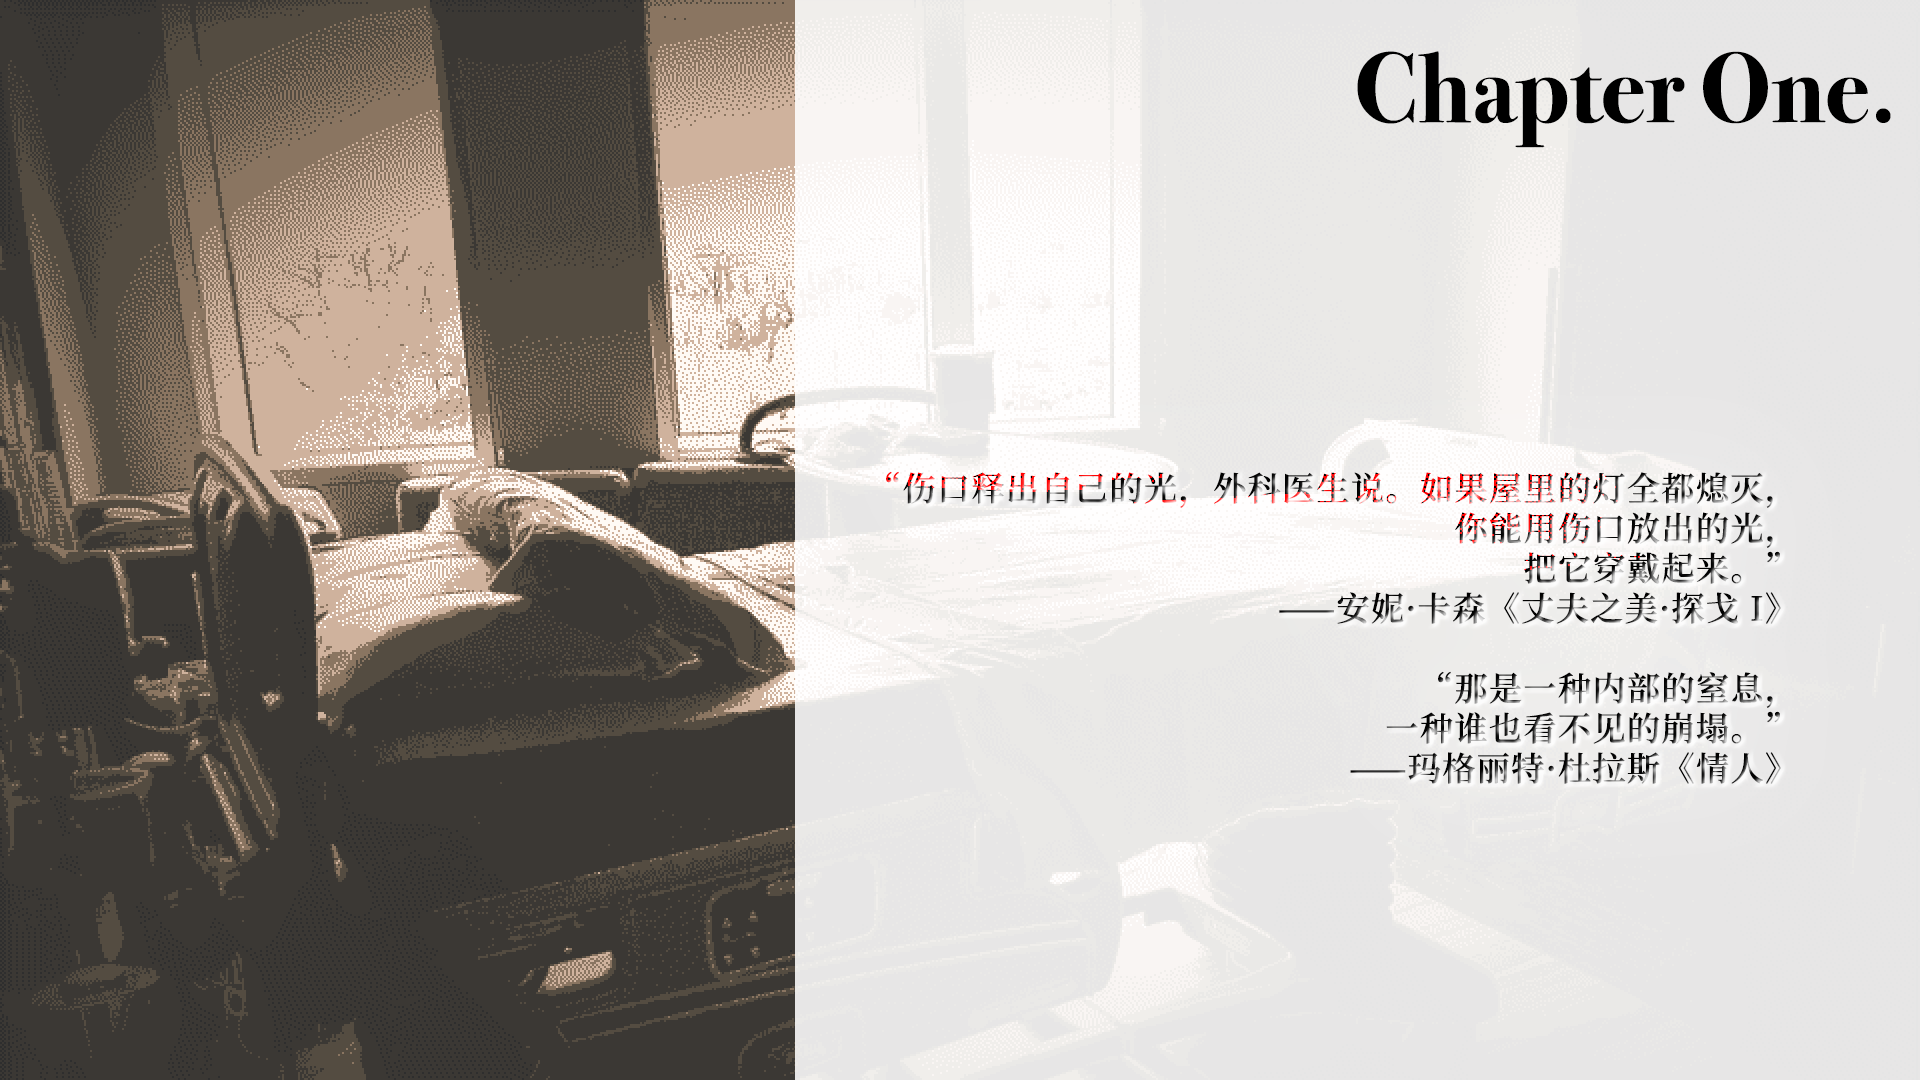 Chapter One.
“伤口释出自己的光，外科医生说。如果屋里的灯全都熄灭，
你能用伤口放出的光，
把它穿戴起来。”
——安妮·卡森《丈夫之美·探戈 I》
“那是一种内部的窒息，
一种谁也看不见的崩塌。”
——玛格丽特·杜拉斯《情人》